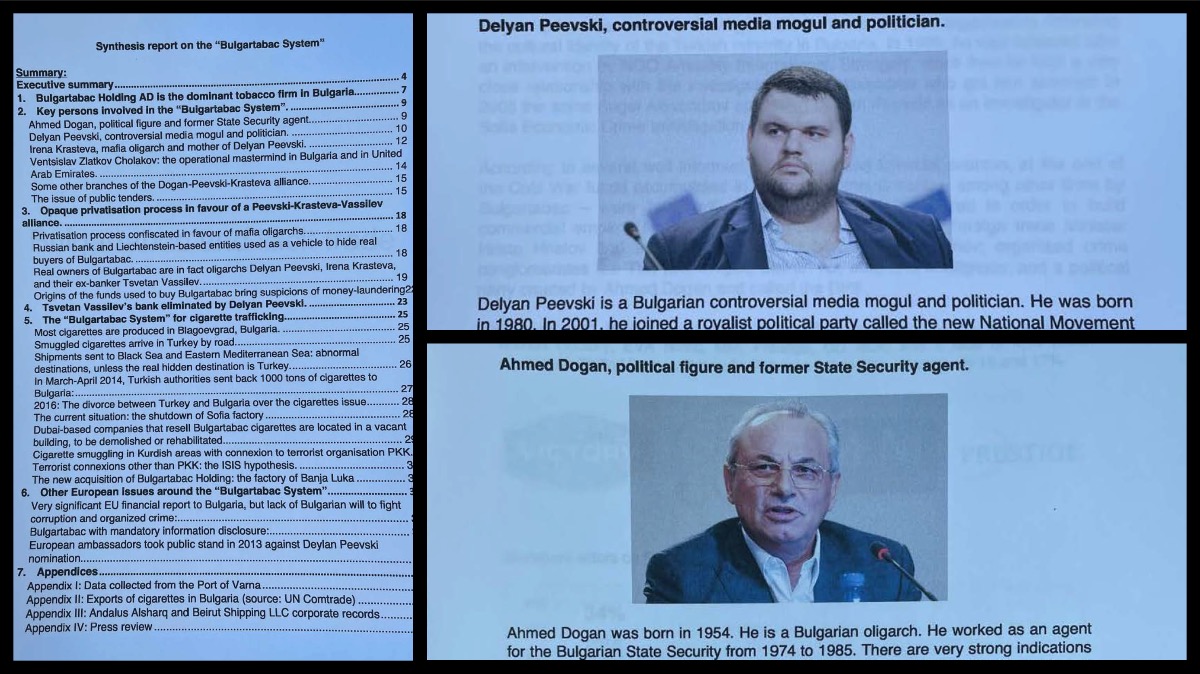 Synthesis report on the “Bulgartabac System”
Summary:
Executive summary........................................................................ 4
1. Bulgartabac Holding AD is the dominant tobacco firm in Bulgaria.............. 7
2. Key persons involved in the “Bulgartabac System”. ................................ 9
Ahmed Dogan, political figure and former State Security agent........................ 9
Delyan Peevski, controversial media mogul and politician. ............................ 10
Irena Krasteva, mafia oligarch and mother of Delyan Peevski. ........................ 12
Ventsislav Zlatkov Cholakov: the operational mastermind in Bulgaria and in United
Arab Emirates. ........................................................................ 14
Some other branches of the Dogan-Peevski-Krasteva alliance........................ 15
The issue of public tenders. ............................................................ 15
3. Opaque privatisation process in favour of a Peevski-Krasteva-Vassilev
alliance. ................................................................................ 18
Privatisation process confiscated in favour of mafia oligarchs........................ 18
Russian bank and Liechtenstein-based entities used as a vehicle to hide real
buyers of Bulgartabac. ................................................................ 18
Real owners of Bulgartabac are in fact oligarchs Delyan Peevski, Irena Krasteva,
and their ex-banker Tsvetan Vassilev.................................................... 19
Origins of the funds used to buy Bulgartabac bring suspicions of money-laundering
4. Tsvetan Vassilev’s bank eliminated by Delyan Peevski. ........................ 23
5. The “Bulgartabac System” for cigarette trafficking................................ 25
Most cigarettes are produced in Blagoevgrad, Bulgaria. ................................ 25
Smuggled cigarettes arrive in Turkey by road............................................ 25
Shipments sent to Black Sea and Eastern Mediterranean Sea: abnormal
destinations, unless the real hidden destination is Turkey................................ 26
In March-April 2014, Turkish authorities sent back 1000 tons of cigarettes to
Bulgaria: ................................................................................ 27
2016: The divorce between Turkey and Bulgaria over the cigarettes issue........ 28
The current situation: the shutdown of Sofia factory ....................................
Dubai-based companies that resell Bulgartabac cigarettes are located in a vacant
building, to be demolished or rehabilitated................................................
Cigarette smuggling in Kurdish areas with connexion to terrorist organisation PKK.
Terrorist connexions other than PKK: the ISIS hypothesis. ............................
The new acquisition of Bulgartabac Holding: the factory of Banja Luka ............
6. Other European issues around the “Bulgartabac System”........................
Very significant EU financial report to Bulgaria, but lack of Bulgarian will to fight
corruption and organized crime:........................................................
Bulgartabac with mandatory information disclosure:....................................
European ambassadors took public stand in 2013 against Deylan Peevski
nomination................................................................................
7. Appendices ............................................................................
Appendix I: Data collected from the Port of Varna ....................................
Appendix II: Exports of cigarettes in Bulgaria (source: UN Comtrade) ............
Appendix III: Andalus Alsharq and Beirut Shipping LLC corporate records........
Appendix IV: Press review ............................................................
Delyan Peevski, controversial media mogul and politician.
Delyan Peevski is a Bulgarian controversial media mogul and politician. He was born
in 1980. In 2001, he joined a royalist political party called the new National Movement
Ahmed Dogan, political figure and former State Security agent.
Ahmed Dogan was born in 1954. He is a Bulgarian oligarch. He worked as an agent
for the Bulgarian State Security from 1974 to 1985. There are very strong indications